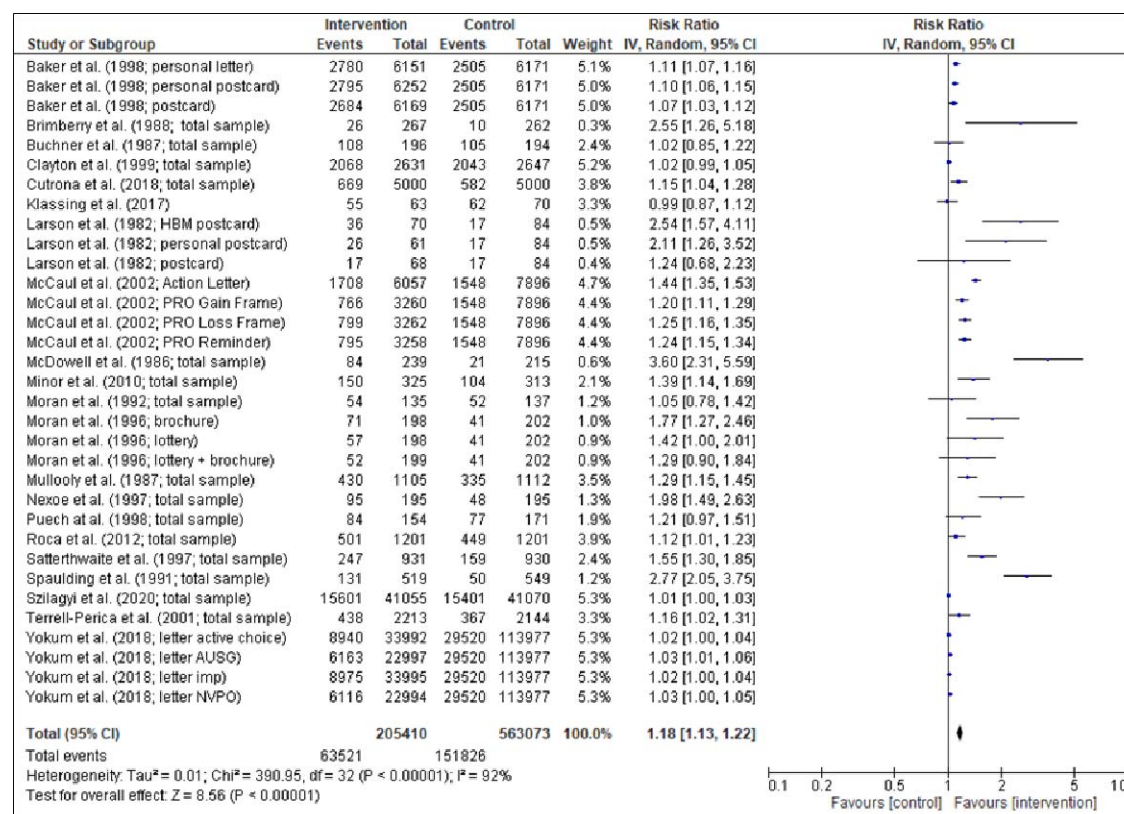 Intervention Control Risk Ratio Risk Ratio
Study or Subgroup Events Total Events Total Weight IV, Random, 95% CI IV, Random, 95% CI
Baker et al. (1998; personal letter) 2780 6151 2505 6171 5.1% 1.11 [1.07, 1.16]
Baker et al. (1998; personal postcard) 2795 6252 2505 6171 5.0% 1.10 [1.06, 1.15]
Baker et al. (1998; postcard) 2684 6169 2505 6171 5.0% 1.07 [1.03, 1.12]
Brimberry et al. (1988; total sample) 26 267 10 262 0.3% 2.55 [1.26, 5.18]
Buchner et al. (1987; total sample) 108 196 105 194 2.4% 1.02 [0.85, 1.22]
Clayton et al. (1999; total sample) 2068 2631 2043 2647 5.2% 1.02 [0.99, 1.05]
Cutrona et al. (2018; total sample) 669 5000 582 5000 3.8% 1.15 [1.04, 1.28]
Klassing et al. (2017) 55 63 62 70 3.3% 0.99 [0.87, 1.12]
Larson et al. (1982; HBM postcard) 36 70 17 84 0.5% 2.54 [1.57, 4.11]
Larson et al. (1982; personal postcard) 26 61 17 84 0.5% 2.11 [1.26, 3.52]
Larson et al. (1982; postcard) 17 68 17 84 0.4% 1.24 [0.68, 2.23]
McCaul et al. (2002; Action Letter) 1708 6057 1548 7896 4.7% 1.44 [1.35, 1.53]
McCaul et al. (2002; PRO Gain Frame) 766 3260 1548 7896 4.4% 1.20 [1.11, 1.29]
McCaul et al. (2002; PRO Loss Frame) 799 3262 1548 7896 4.4% 1.25 [1.16, 1.35]
McCaul et al. (2002; PRO Reminder) 795 3258 1548 7896 4.4% 1.24 [1.15, 1.34]
McDowell et al. (1986; total sample) 84 239 21 215 0.6% 3.60 [2.31, 5.59]
Minor et al. (2010; total sample) 150 325 104 313 2.1% 1.39 [1.14, 1.69]
Moran et al. (1992; total sample) 54 135 52 137 1.2% 1.05 [0.78, 1.42]
Moran et al. (1996; brochure) 71 198 41 202 1.0% 1.77 [1.27, 2.46]
Moran et al. (1996; lottery) 57 198 41 202 0.9% 1.42 [1.00, 2.01]
Moran et al. (1996; lottery + brochure) 52 199 41 202 0.9% 1.29 [0.90, 1.84]
Mullooly et al. (1987; total sample) 430 1105 335 1112 3.5% 1.29 [1.15, 1.45]
Nexoe et al. (1997; total sample) 95 195 48 195 1.3% 1.98 [1.49, 2.63]
Puech at al. (1998; total sample) 84 154 77 171 1.9% 1.21 [0.97, 1.51]
Roca et al. (2012; total sample) 501 1201 449 1201 3.9% 1.12 [1.01, 1.23]
Satterthwaite et al. (1997; total sample) 247 931 159 930 2.4% 1.55 [1.30, 1.85]
Spaulding et al. (1991; total sample) 131 519 50 549 1.2% 2.77 [2.05, 3.75]
Szilagyi et al. (2020; total sample) 15601 41055 15401 41070 5.3% 1.01 [1.00, 1.03]
Terrell-Perica et al. (2001; total sample) 438 2213 367 2144 3.3% 1.16 [1.02, 1.31]
Yokum et al. (2018; letter active choice) 8940 33992 29520 113977 5.3% 1.02 [1.00, 1.04]
Yokum et al. (2018; letter AUSG) 6163 22997 29520 113977 5.3% 1.03 [1.01, 1.06]
Yokum et al. (2018; letter imp) 8975 33995 29520 113977 5.3% 1.02 [1.00, 1.04]
Yokum et al. (2018; letter NVPO) 6116 22994 29520 113977 5.3% 1.03 [1.00, 1.05]
Total (95% CI) 205410 563073 100.0% 1.18 [1.13, 1.22]
Total events 63521 151826
Heterogeneity: Tau² = 0.01; Chi² = 390.95, df = 32 (P < 0.00001); I² = 92%
Test for overall effect: Z = 8.56 (P < 0.00001)
0.1 0.2 0.5 1 2 5 10
Favours [control] Favours [intervention]